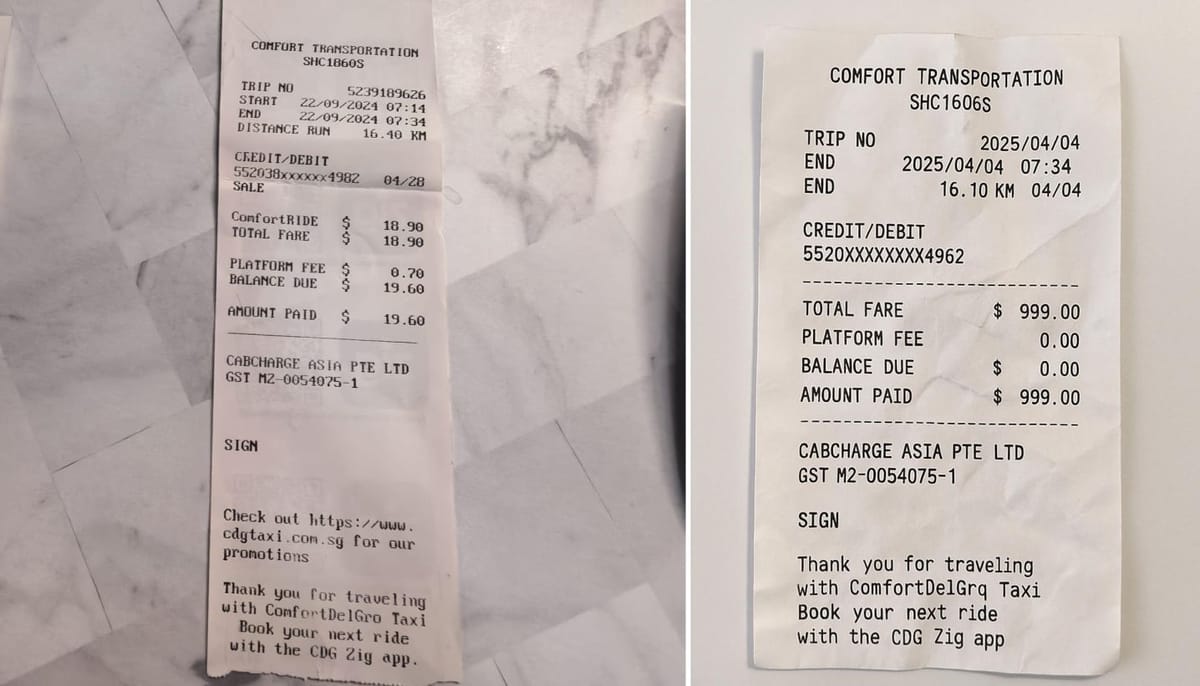 COMFORT TRANSPORTATION
SHC1860S
TRIP NO 5239189626
START 22/09/2024 07:14
END 22/09/2024 07:34
DISTANCE RUN 16.40 KM
CREDIT/DEBIT
552038xxxxxx4982 04/28
SALE
ComfortRIDE $ 18.90
TOTAL FARE $ 18.90
PLATFORM FEE $ 0.70
BALANCE DUE $ 19.60
AMOUNT PAID $ 19.60
CABCHARGE ASIA PTE LTD
GST M2-0054075-1
SIGN
Check out https://www.
cdgtaxi.com.sg for our
promotions
Thank you for traveling
with ComfortDelGro Taxi
Book your next ride
with the CDG Zig app.
COMFORT TRANSPORTATION
SHC1606S
TRIP NO 2025/04/04
END 2025/04/04 07:34
END 16.10 KM 04/04
CREDIT/DEBIT
5520XXXXXXXX4962
TOTAL FARE $ 999.00
PLATFORM FEE 0.00
BALANCE DUE $ 0.00
AMOUNT PAID $ 999.00
CABCHARGE ASIA PTE LTD
GST M2-0054075-1
SIGN
Thank you for traveling
with ComfortDelGrq Taxi
Book your next ride
with the CDG Zig app